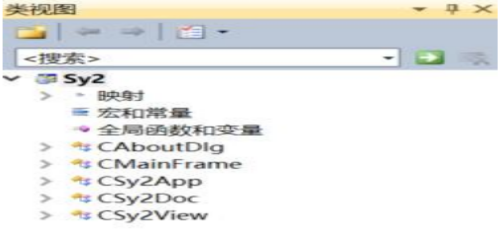 类视图
<搜索>
Sy2
映射
宏和常量
全局函数和变量
CAboutDlg
CMainFrame
CSy2App
CSy2Doc
CSy2View